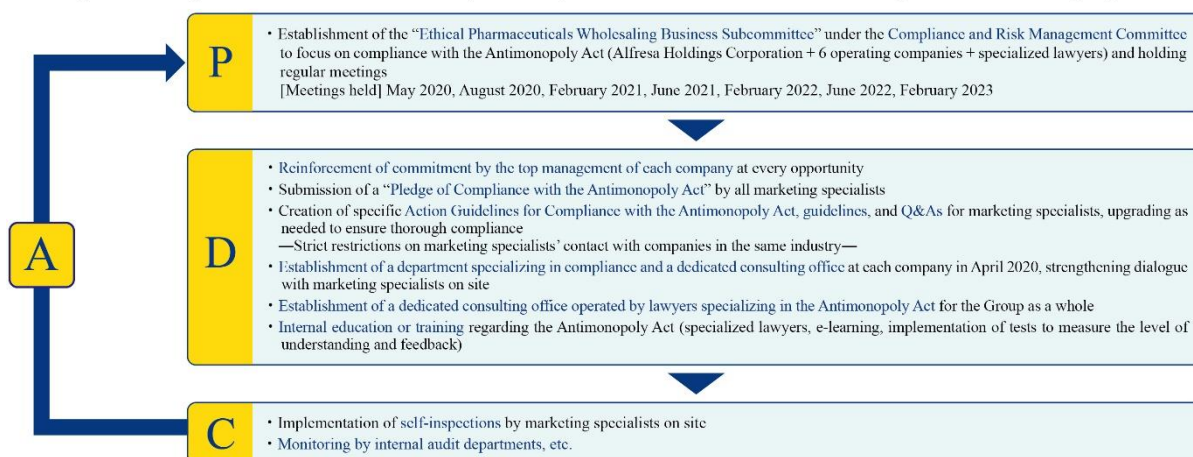 P
• Establishment of the “Ethical Pharmaceuticals Wholesaling Business Subcommittee” under the Compliance and Risk Management Committee
to focus on compliance with the Antimonopoly Act (Alfresa Holdings Corporation + 6 operating companies + specialized lawyers) and holding
regular meetings
[Meetings held] May 2020, August 2020, February 2021, June 2021, February 2022, June 2022, February 2023
A
D
• Reinforcement of commitment by the top management of each company at every opportunity
• Submission of a “Pledge of Compliance with the Antimonopoly Act” by all marketing specialists
• Creation of specific Action Guidelines for Compliance with the Antimonopoly Act, guidelines, and Q&As for marketing specialists, upgrading as
needed to ensure thorough compliance
—Strict restrictions on marketing specialists’ contact with companies in the same industry—
• Establishment of a department specializing in compliance and a dedicated consulting office at each company in April 2020, strengthening dialogue
with marketing specialists on site
• Establishment of a dedicated consulting office operated by lawyers specializing in the Antimonopoly Act for the Group as a whole
• Internal education or training regarding the Antimonopoly Act (specialized lawyers, e-learning, implementation of tests to measure the level of
understanding and feedback)
C
• Implementation of self-inspections by marketing specialists on site
• Monitoring by internal audit departments, etc.